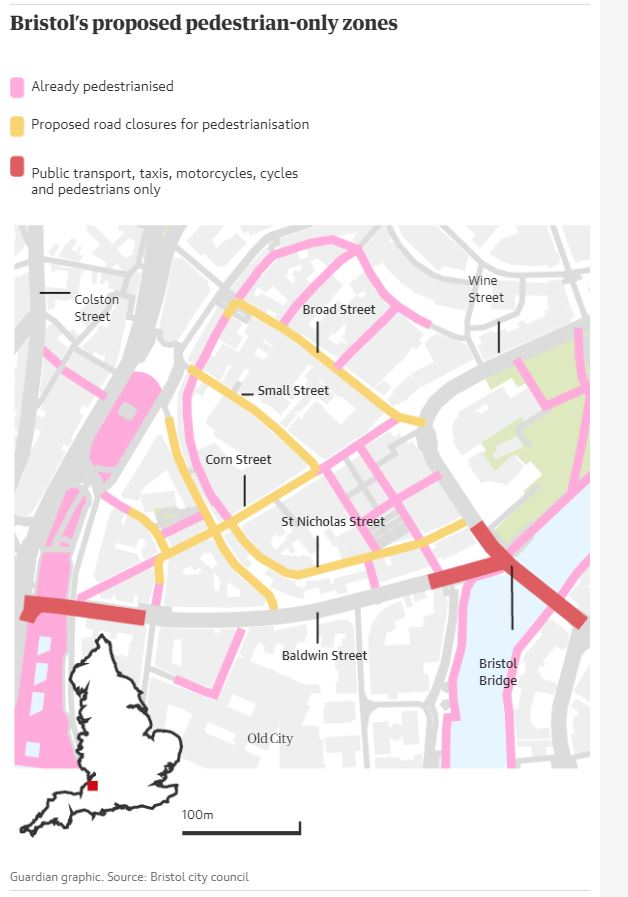 Bristol's proposed pedestrian-only zones
Already pedestrianised
Proposed road closures for pedestrianisation
Public transport, taxis, motorcycles, cycles
and pedestrians only
Wine
Street
Colston
Street
Broad Street
Small Street
Corn Street
St Nicholas Street
Baldwin Street
Bristol
Bridge
Old City
100m
Guardian graphic. Source: Bristol city council